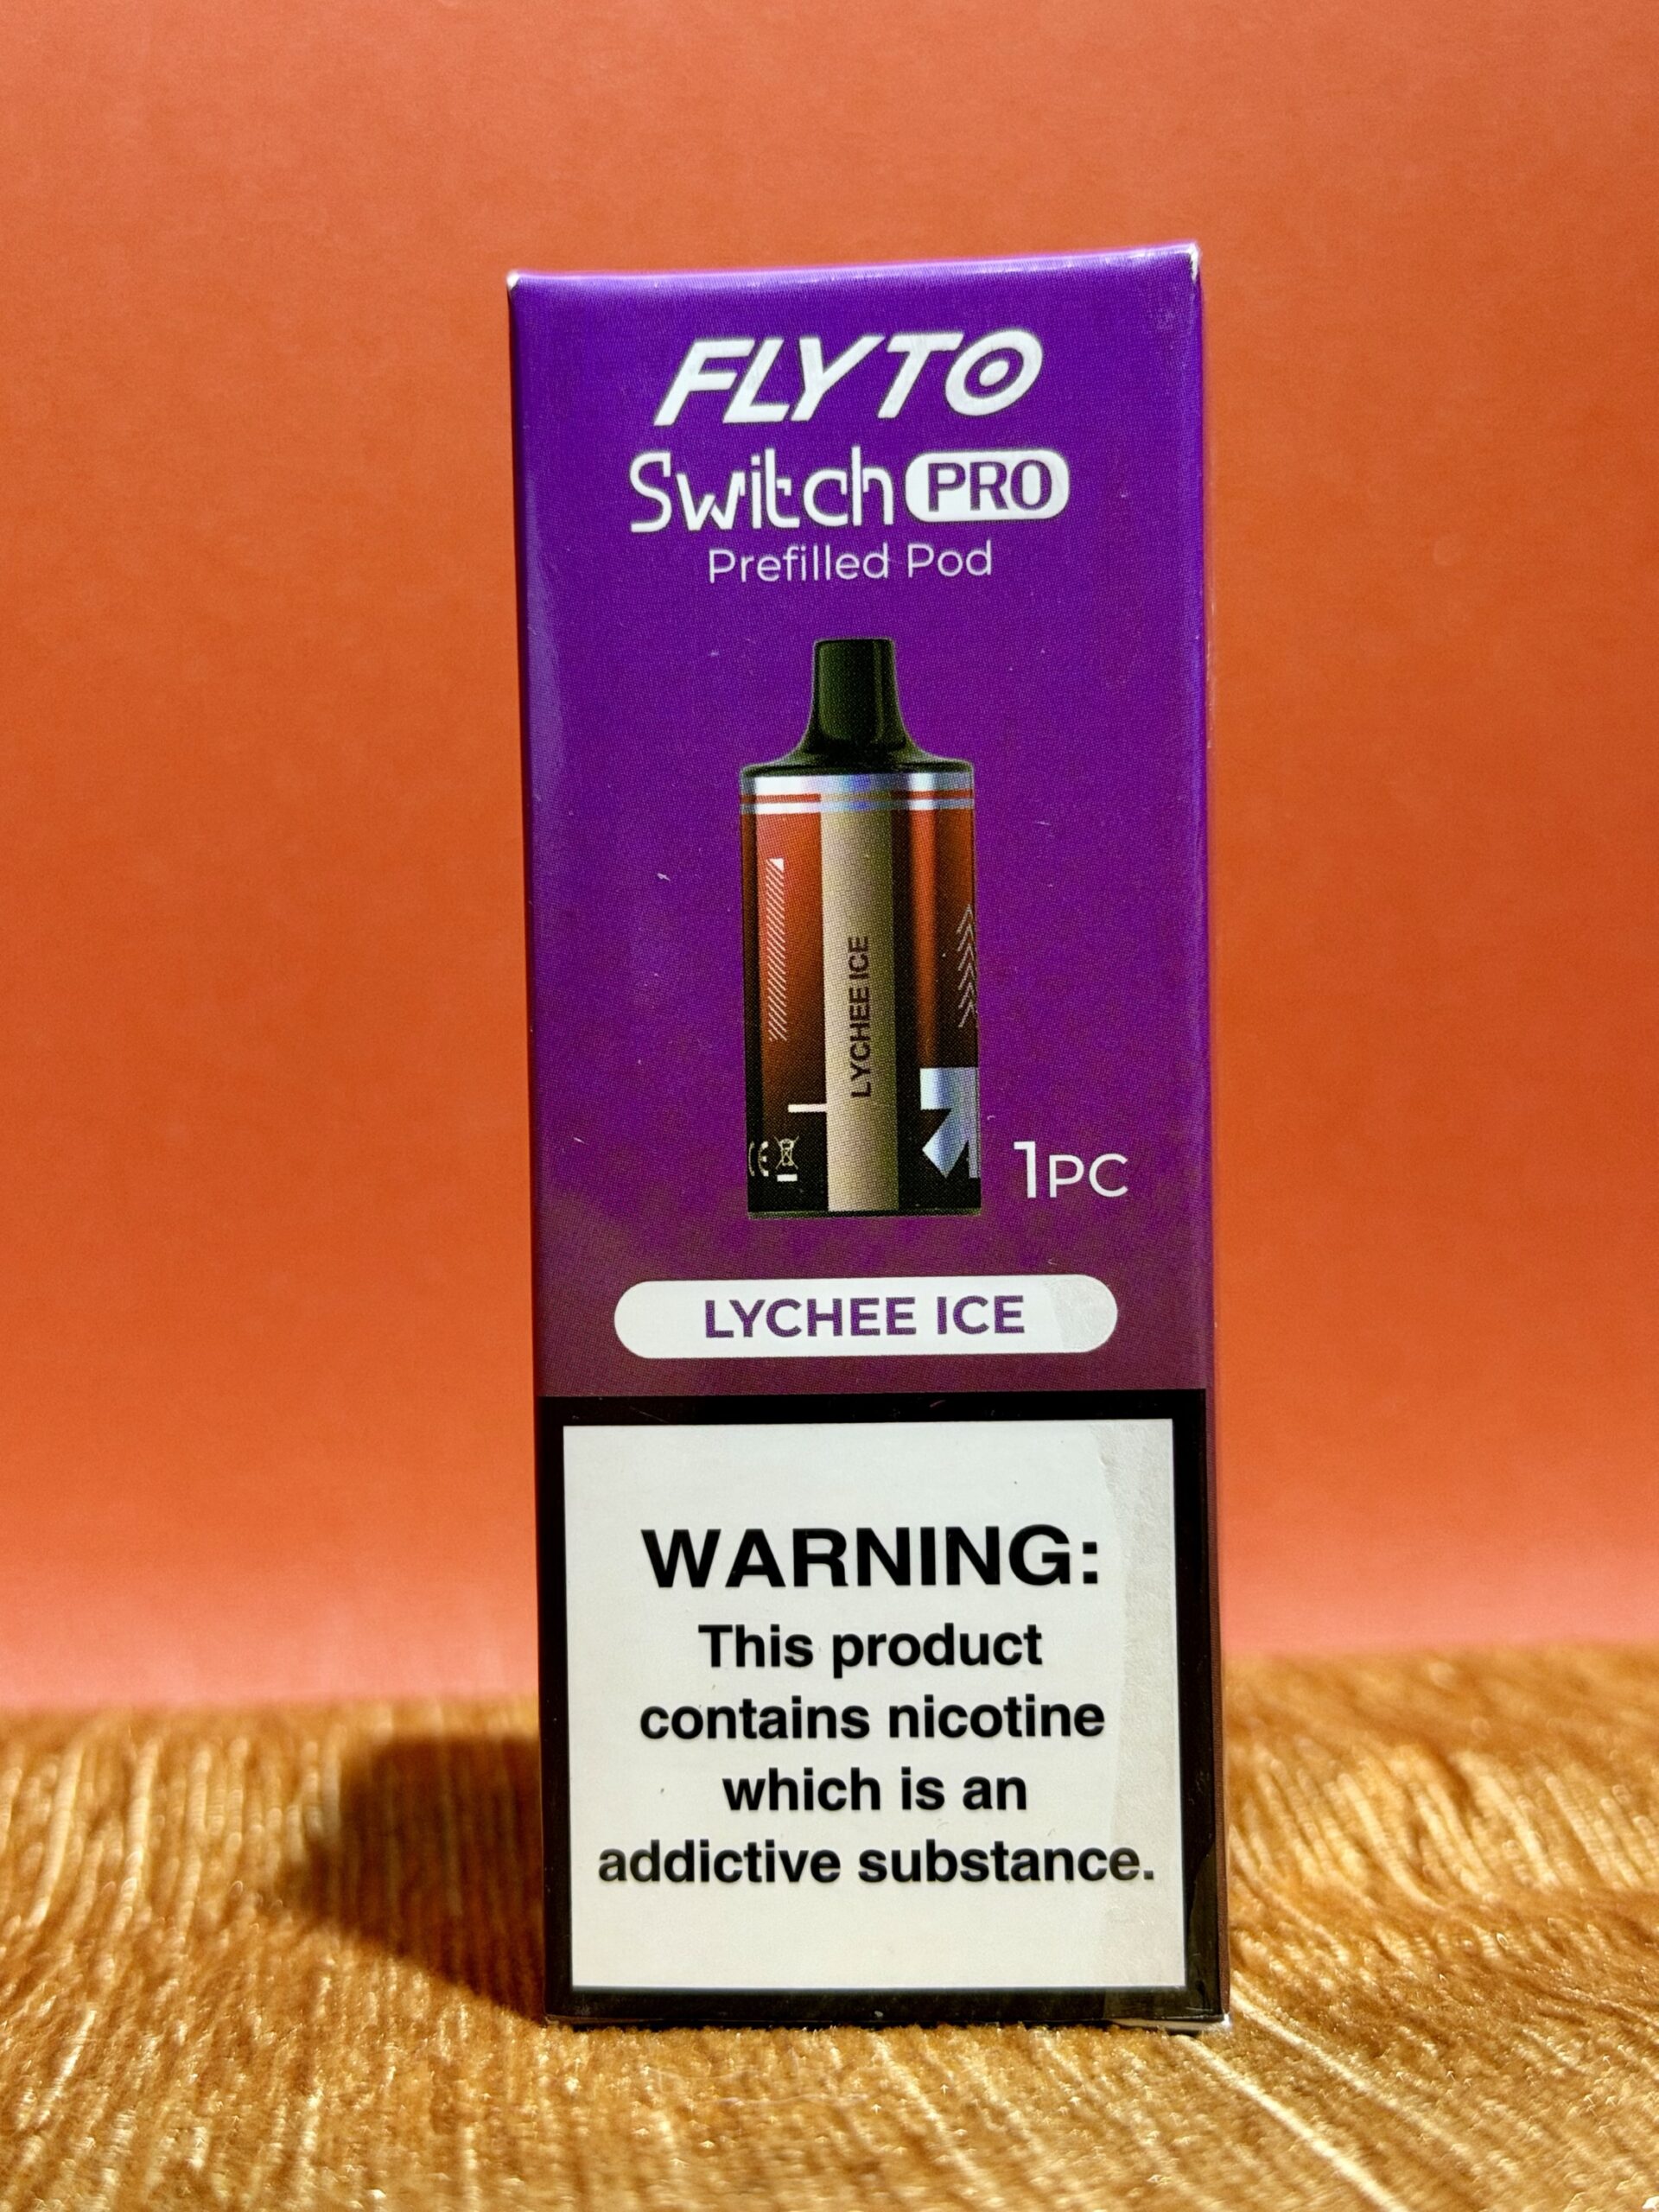 FLYTO
Switch PRO
Prefilled Pod
LYCHEE ICE
CE
1PC
LYCHEE ICE
WARNING:
This product
contains nicotine
which is an
addictive substance.